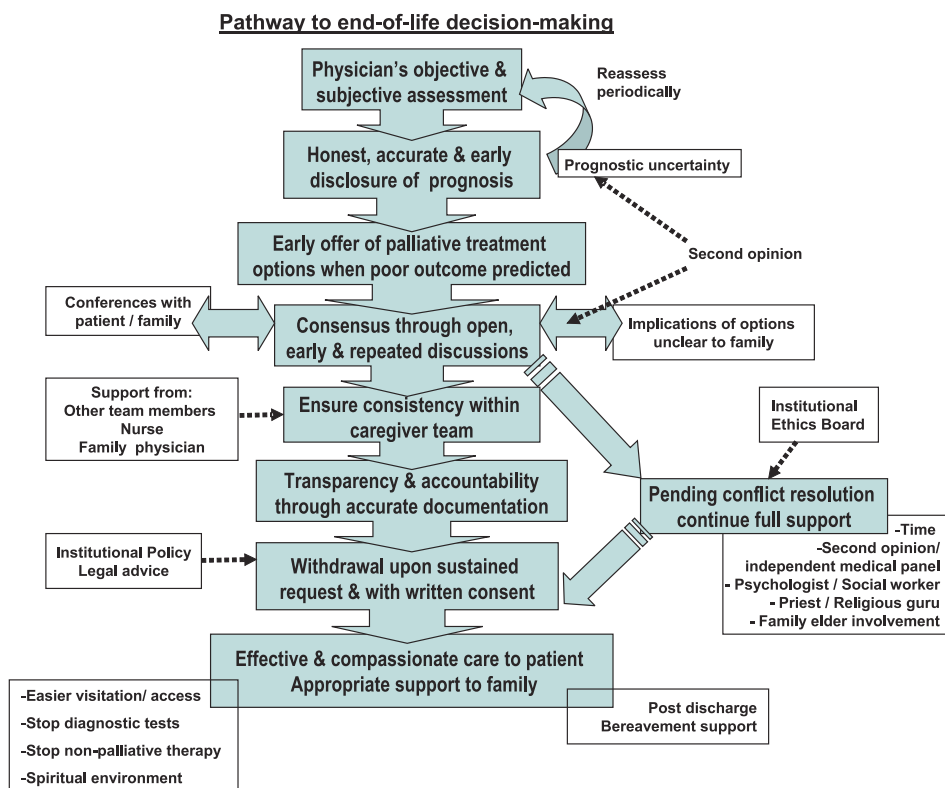 Pathway to end-of-life decision-making
Physician's objective &
subjective assessment
Reassess
periodically
Honest, accurate & early
disclosure of prognosis
Prognostic uncertainty
Early offer of palliative treatment
options when poor outcome predicted
Second opinion
Conferences with
patient / family
Consensus through open,
early & repeated discussions
Implications of options
unclear to family
Support from:
Other team members
Nurse
Family physician
Ensure consistency within
caregiver team
Institutional
Ethics Board
Transparency & accountability
through accurate documentation
Pending conflict resolution
continue full support
-Time
-Second opinion/
independent medical panel
- Psychologist / Social worker
- Priest / Religious guru
- Family elder involvement
Institutional Policy
Legal advice
Withdrawal upon sustained
request & with written consent
Effective & compassionate care to patient
Appropriate support to family
-Easier visitation/ access
-Stop diagnostic tests
-Stop non-palliative therapy
-Spiritual environment
Post discharge
Bereavement support